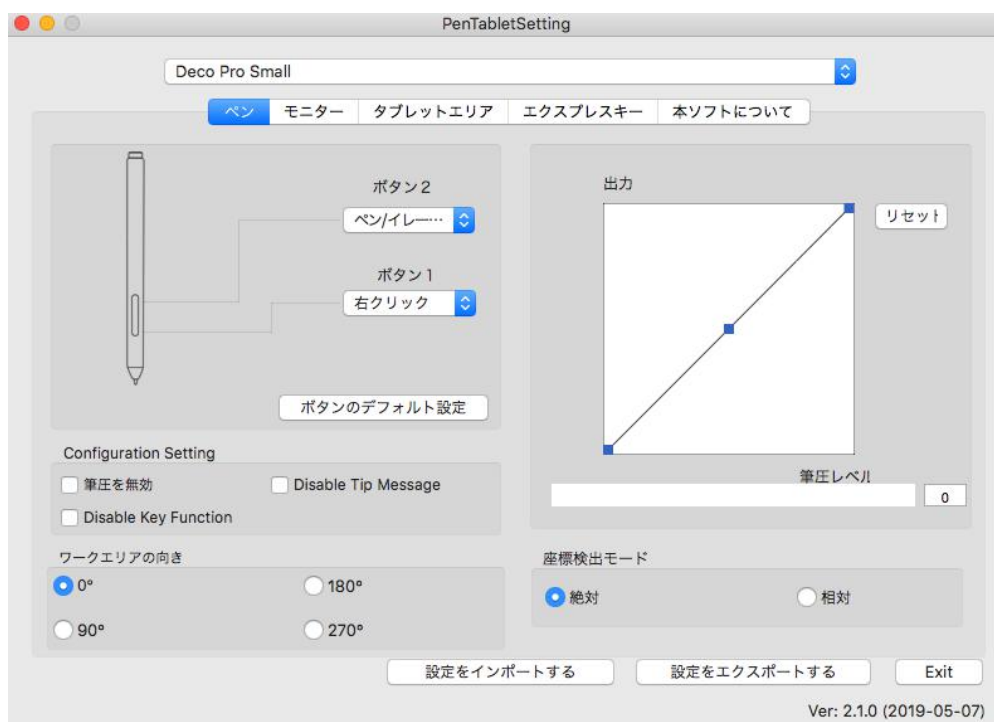 PenTabletSetting
Deco Pro Small
ペン モニター タブレットエリア エクスプレスキー 本ソフトについて
ボタン 2
ペン/イレー…
ボタン 1
右クリック
ボタンのデフォルト設定
出力
リセット
筆圧レベル
0
Configuration Setting
筆圧を無効 Disable Tip Message
Disable Key Function
ワークエリアの向き
0° 180°
90° 270°
座標検出モード
絶対 相対
設定をインポートする 設定をエクスポートする Exit
Ver: 2.1.0 (2019-05-07)